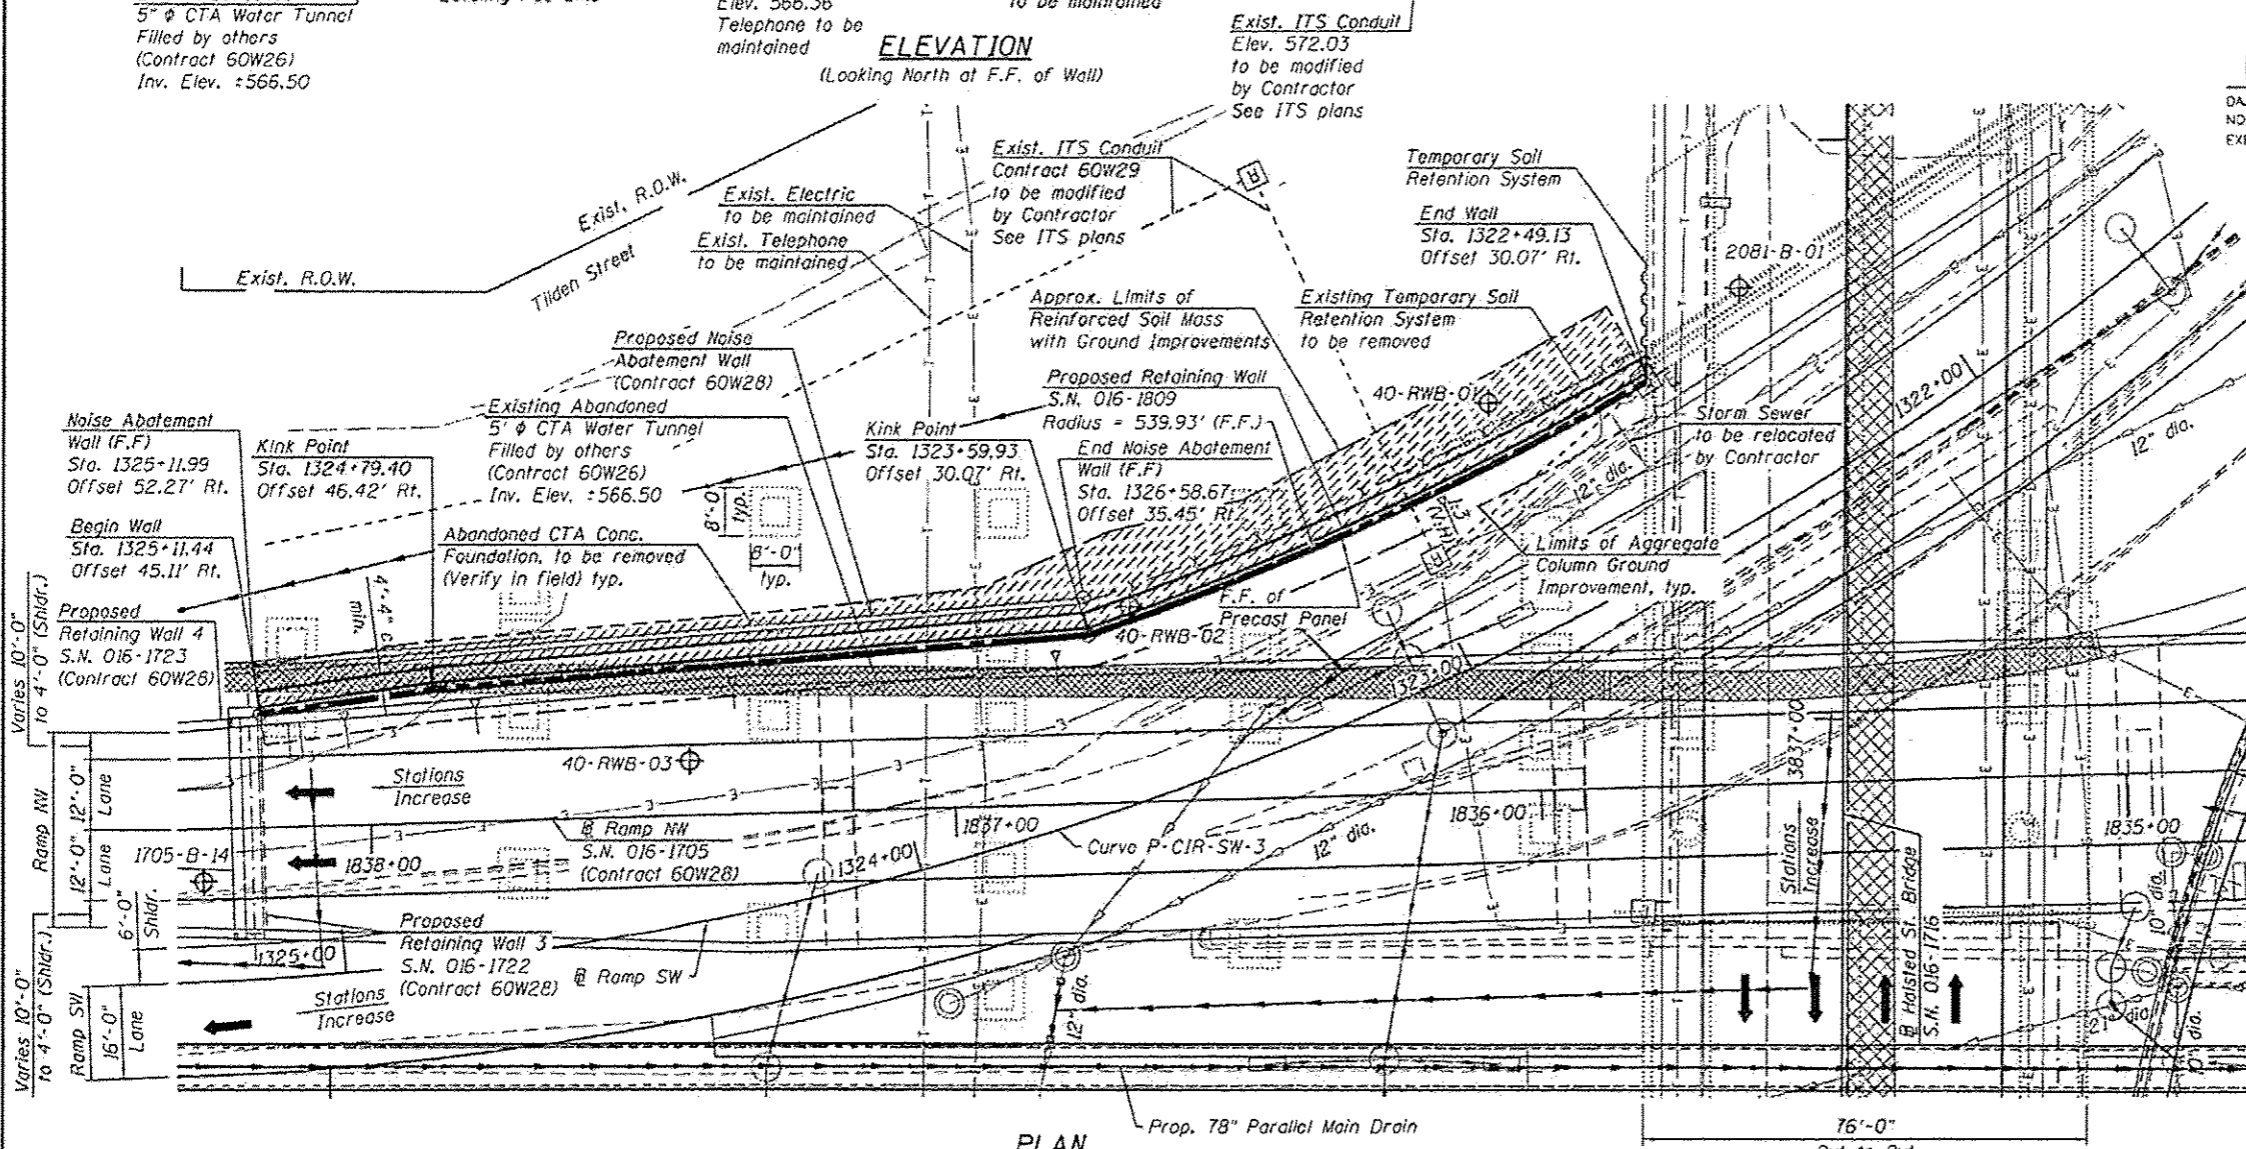 5" ϕ CTA Water Tunnel
Filled by others
(Contract 60W26)
Inv. Elev. ±566.50
Elev. 566.56
Telephone to be
maintained
to be maintained
ELEVATION
(Looking North at F.F. of Wall)
Exist. ITS Conduit
Elev. 572.03
to be modified
by Contractor
See ITS plans
Exist. R.O.W.
Exist. R.O.W.
Tilden Street
Exist. Electric
to be maintained
Exist. Telephone
to be maintained
Exist. ITS Conduit
Contract 60W29
to be modified
by Contractor
See ITS plans
Temporary Soil
Retention System
End Wall
Sta. 1322+49.13
Offset 30.07' Rt.
2081-B-01
Proposed Noise
Abatement Wall
(Contract 60W28)
Approx. Limits of
Reinforced Soil Mass
with Ground Improvements
Existing Temporary Soil
Retention System
to be removed
Proposed Retaining Wall
S.N. 016-1809
Radius = 539.93' (F.F.)
40-RWB-01
Noise Abatement
Wall (F.F)
Sta. 1325+11.99
Offset 52.27' Rt.
Kink Point
Sta. 1324+79.40
Offset 46.42' Rt.
Existing Abandoned
5' ϕ CTA Water Tunnel
Filled by others
(Contract 60W26)
Inv. Elev. ±566.50
Kink Point
Sta. 1323+59.93
Offset 30.07' Rt.
End Noise Abatement
Wall (F.F)
Sta. 1326+58.67
Offset 35.45' Rt.
Storm Sewer
to be relocated
by Contractor
1322+00
12" dia.
12" dia.
Begin Wall
Sta. 1325+11.44
Offset 45.11' Rt.
Abandoned CTA Conc.
Foundation, to be removed
(Verify in field) typ.
8'-0"
typ.
8'-0"
typ.
1:3
(V:H)
Limits of Aggregate
Column Ground
Improvement, typ.
Proposed
Retaining Wall 4
S.N. 016-1723
(Contract 60W28)
4'-4"
min.
40-RWB-02
F.F. of
Precast Panel
1323+00
Varies 10'-0"
to 4'-0" (Shldr.)
Ramp NW
12'-0"
Lane
12'-0"
Lane
40-RWB-03
Stations
Increase
℄ Ramp NW
S.N. 016-1705
(Contract 60W28)
1837+00
1836+00
3837+00
1835+00
1705-B-14
1838+00
1324+00
Curve P-CIR-SW-3
12" dia.
Stations
Increase
6'-0"
Shldr.
Proposed
Retaining Wall 3
S.N. 016-1722
(Contract 60W28)
℄ Ramp SW
1325+00
Stations
Increase
12" dia.
℄ Halsted St. Bridge
S.N. 016-1716
10" dia.
21" dia.
10" dia.
Varies 10'-0"
to 4'-0" (Shldr.)
Ramp SW
16'-0"
Lane
Prop. 78" Parallel Main Drain
76'-0"
PLAN